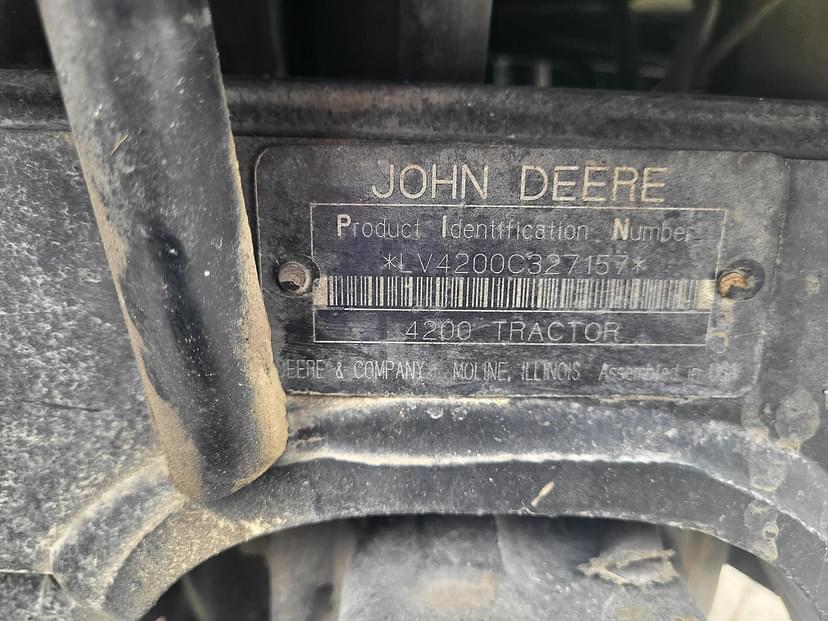 JOHN DEERE
Product Identification Number
*LV4200C327157*
4200 TRACTOR
EERE & COMPANY MOLINE, ILLINOIS Assembled in USA